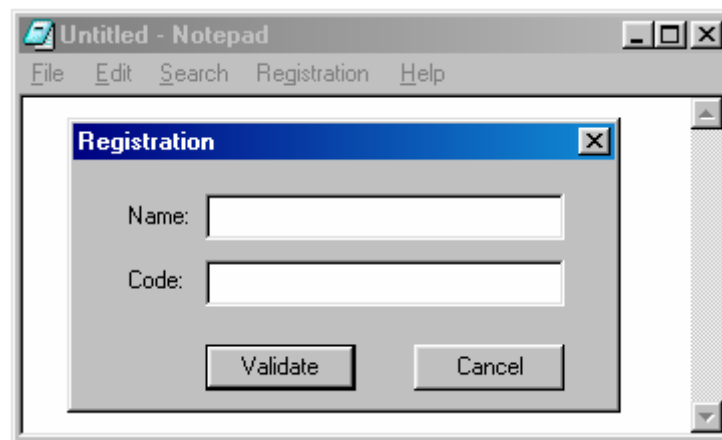 Untitled - Notepad
File Edit Search Registration Help
Registration
Name:
Code:
Validate Cancel